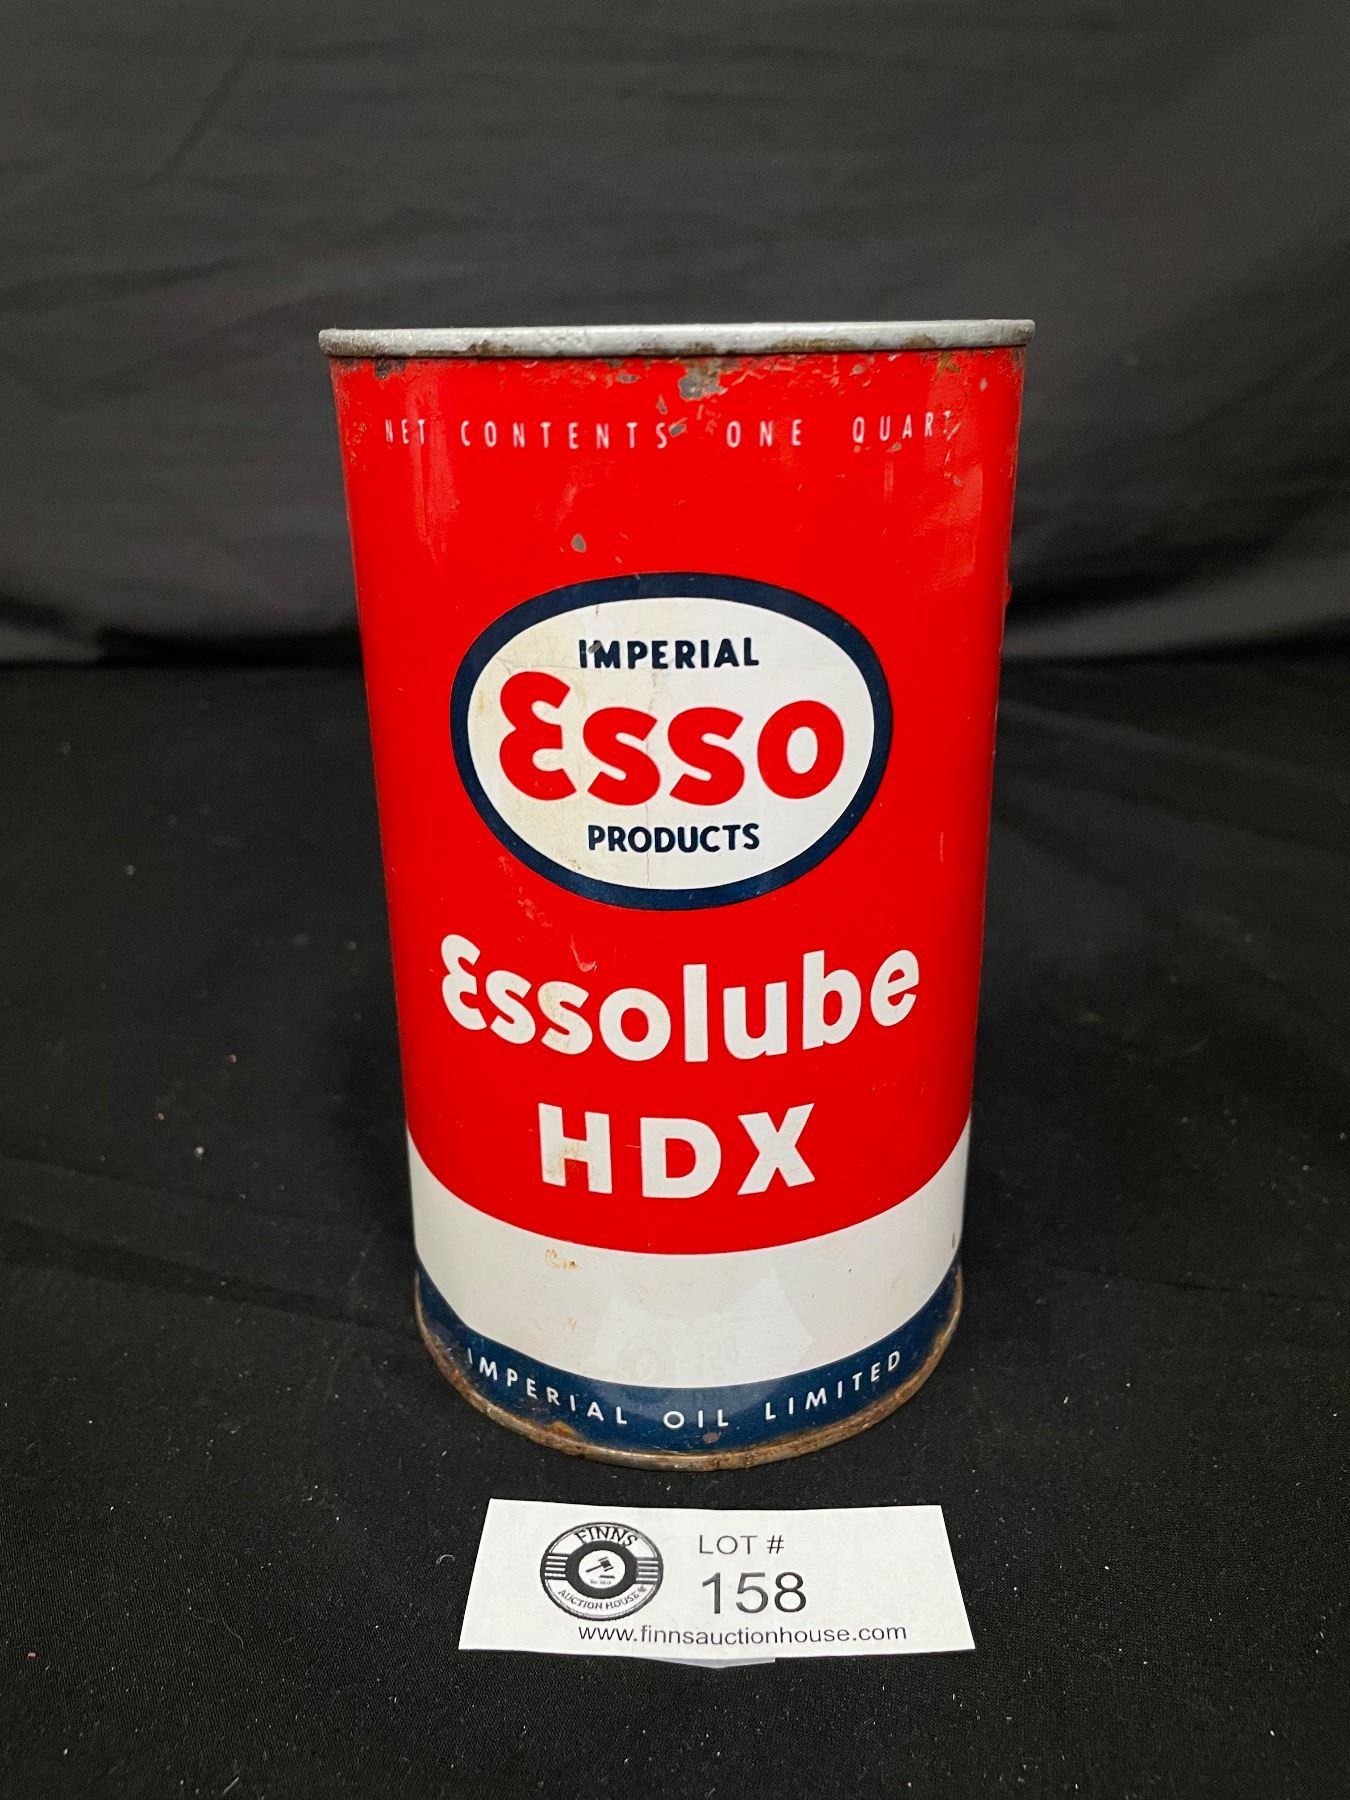 NET CONTENTS ONE QUART
IMPERIAL
Esso
PRODUCTS
Essolube
HDX
IMPERIAL OIL LIMITED
FINNS
AUCTION HOUSE
LOT #
158
www.finnsauctionhouse.com